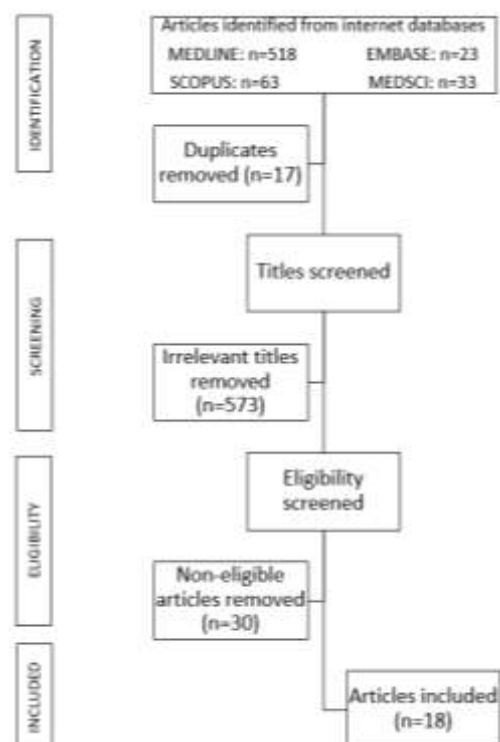 IDENTIFICATION
Articles identified from internet databases
MEDLINE: n=518 EMBASE: n=23
SCOPUS: n=63 MEDSCI: n=33
Duplicates
removed (n=17)
SCREENING
Titles screened
Irrelevant titles
removed
(n=573)
ELIGIBILITY
Eligibility
screened
Non-eligible
articles removed
(n=30)
INCLUDED
Articles included
(n=18)